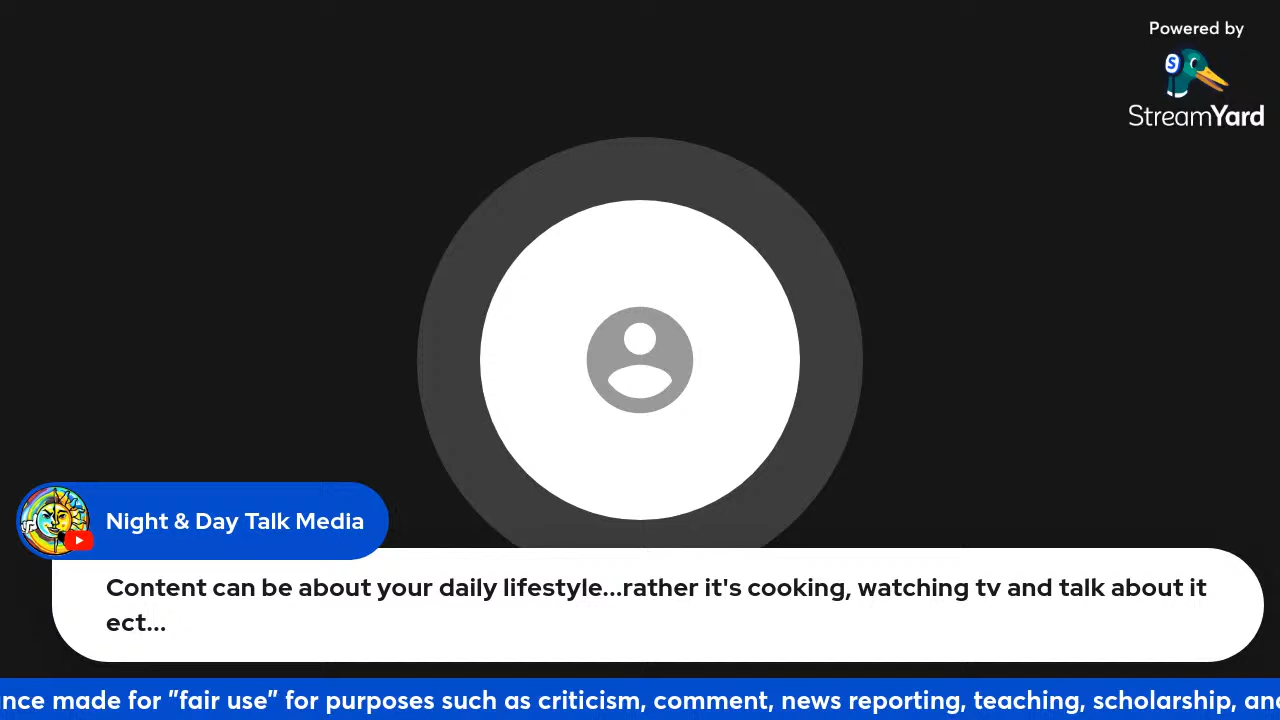 Powered by
S
StreamYard
Night & Day Talk Media
Content can be about your daily lifestyle...rather it's cooking, watching tv and talk about it
ect...
made for "fair use" for purposes such as criticism, comment, news reporting, teaching, scholarship,